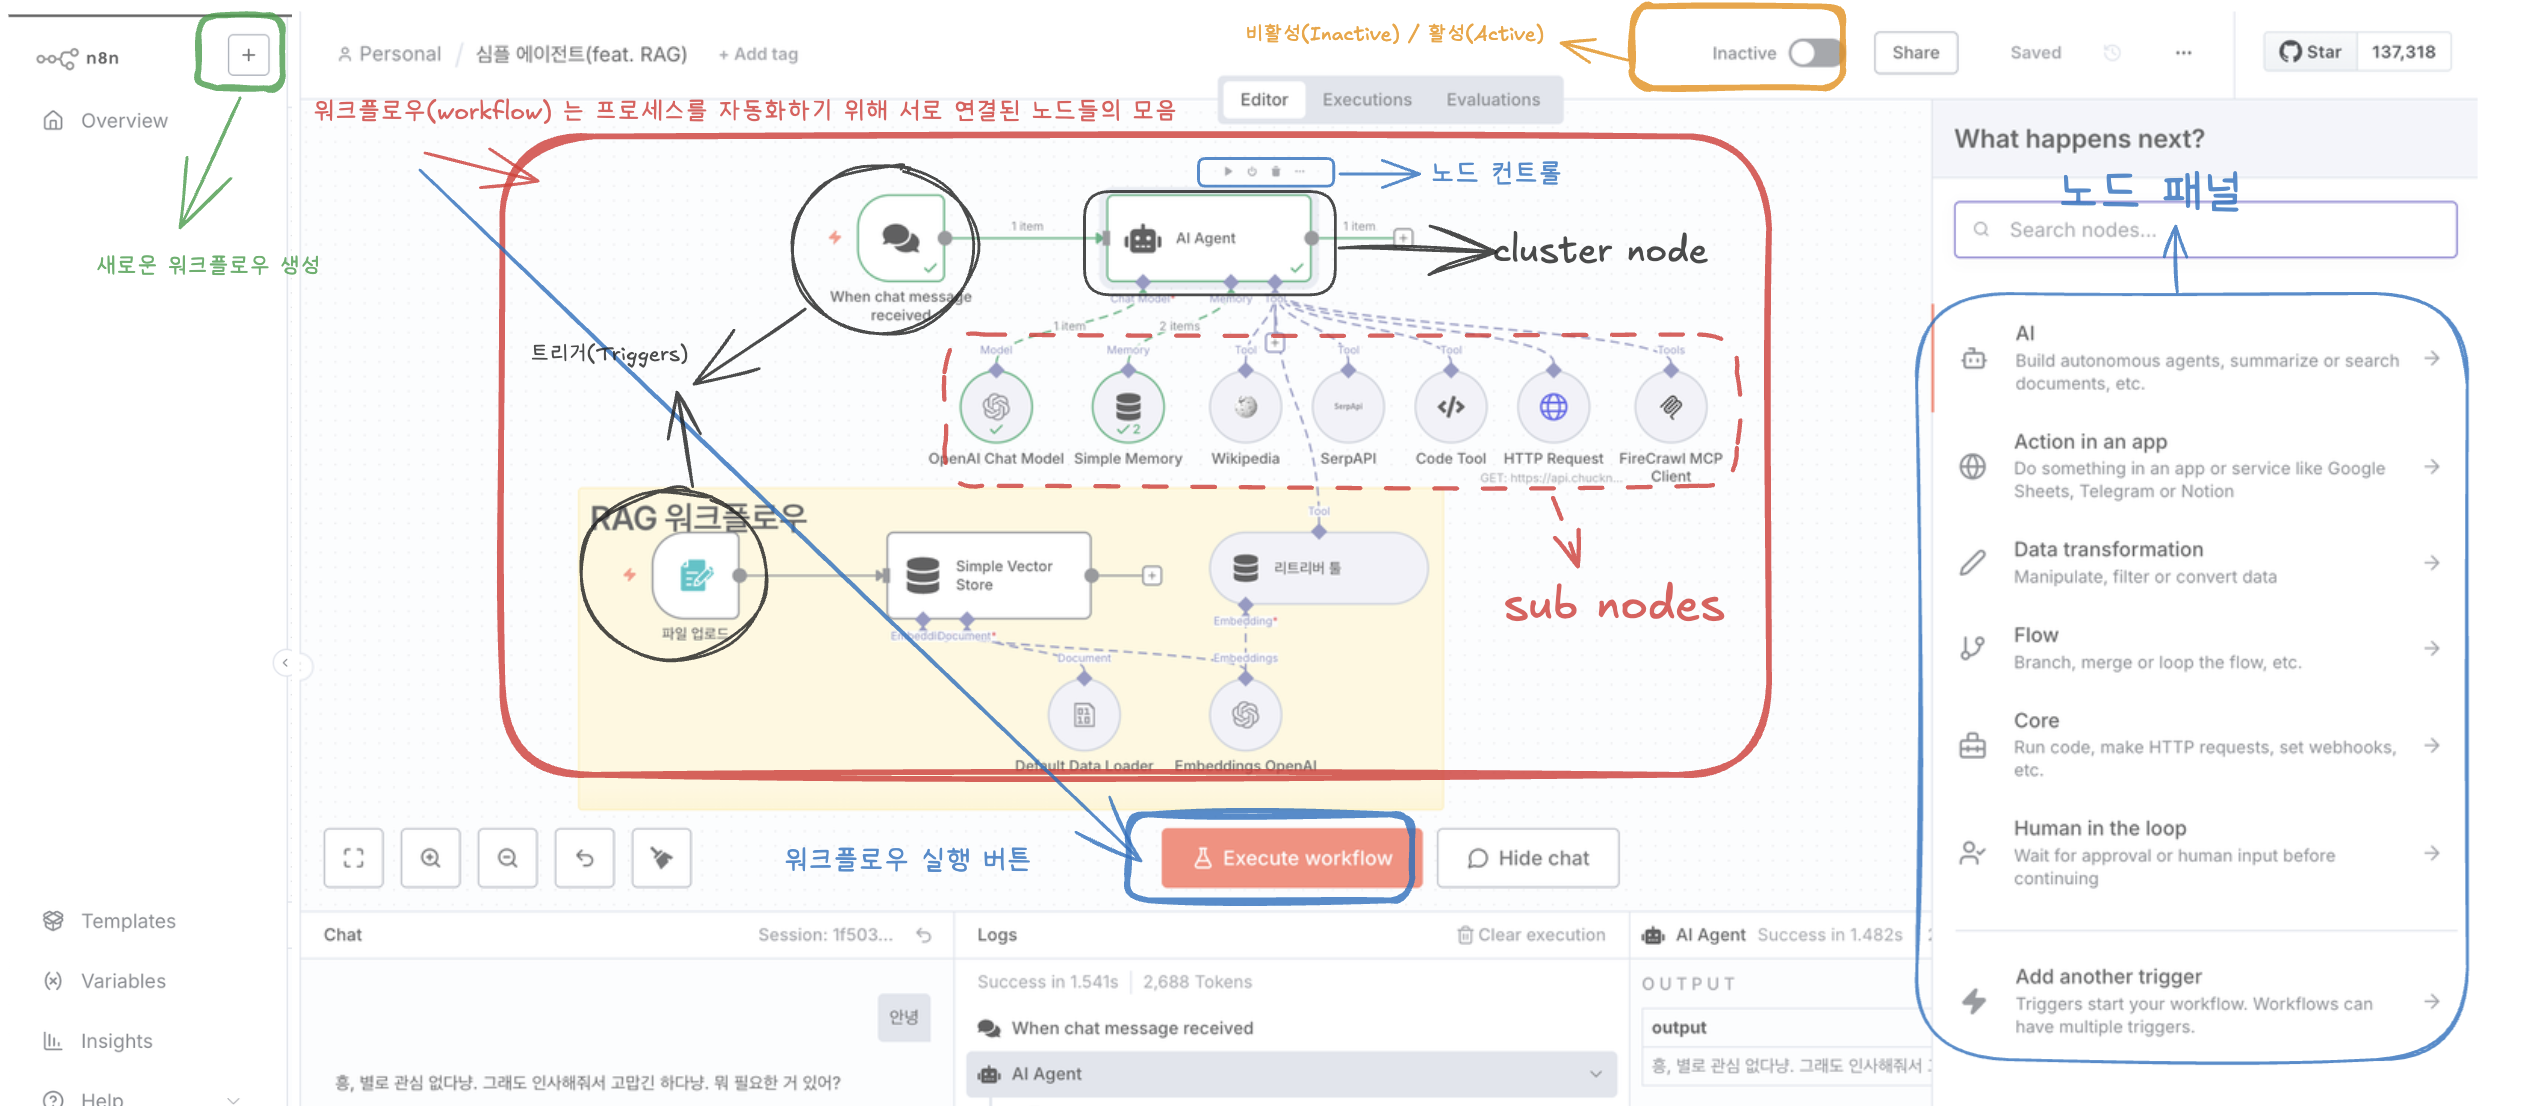 n8n
+
Personal / 심플 에이전트(feat. RAG) + Add tag
비활성(Inactive) / 활성(Active)
Inactive
Share
Saved
...
Star 137,318
Overview
새로운 워크플로우 생성
Editor Executions Evaluations
워크플로우(workflow) 는 프로세스를 자동화하기 위해 서로 연결된 노드들의 모음
노드 컨트롤
1 item
AI Agent
1 item
cluster node
When chat message
received
Chat Model*
Memory
Tool
1 item
2 items
트리거(Triggers)
Model
Memory
Tool
Tool
Tool
Tools
SerpApi
2
OpenAI Chat Model
Simple Memory
Wikipedia
SerpAPI
Code Tool
HTTP Request
GET: https://api.chuckn...
FireCrawl MCP
Client
sub nodes
RAG 워크플로우
파일 업로드
Simple Vector
Store
Tool
리트리버 툴
Embeddi
Document*
Embedding*
Document
Embeddings
Default Data Loader
Embeddings OpenAI
워크플로우 실행 버튼
Execute workflow
Hide chat
What happens next?
노드 패널
Search nodes...
AI
Build autonomous agents, summarize or search
documents, etc.
Action in an app
Do something in an app or service like Google
Sheets, Telegram or Notion
Data transformation
Manipulate, filter or convert data
Flow
Branch, merge or loop the flow, etc.
Core
Run code, make HTTP requests, set webhooks,
etc.
Human in the loop
Wait for approval or human input before
continuing
Add another trigger
Triggers start your workflow. Workflows can
have multiple triggers.
Templates
Variables
Insights
Help
Chat
Session: 1f503...
안녕
흥, 별로 관심 없다냥. 그래도 인사해줘서 고맙긴 하다냥. 뭐 필요한 거 있어?
Logs
Clear execution
Success in 1.541s | 2,688 Tokens
When chat message received
AI Agent
AI Agent Success in 1.482s
OUTPUT
output
흥, 별로 관심 없다냥. 그래도 인사해줘서